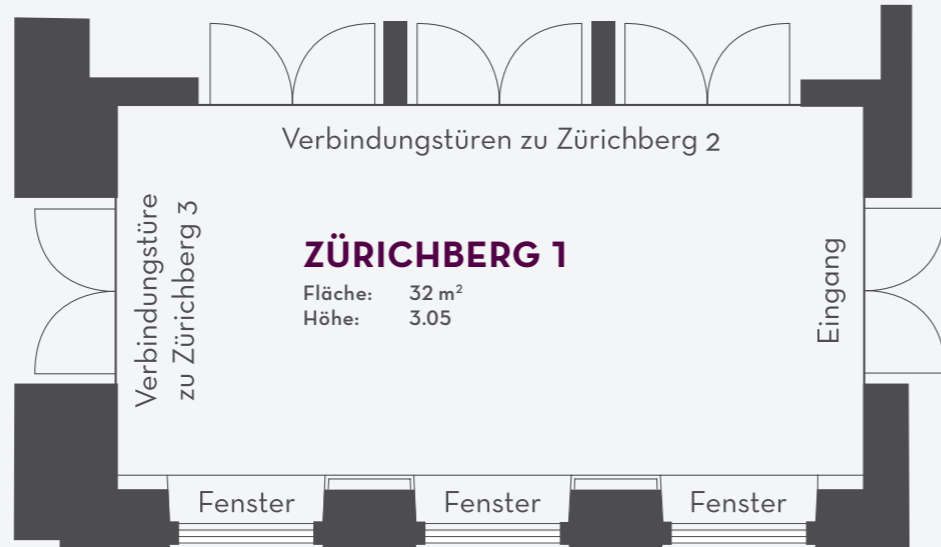 Verbindungstüren zu Zürichberg 2
Verbindungstüre
zu Zürichberg 3
ZÜRICHBERG 1
Fläche: 32 m²
Höhe: 3.05
Eingang
Fenster Fenster Fenster